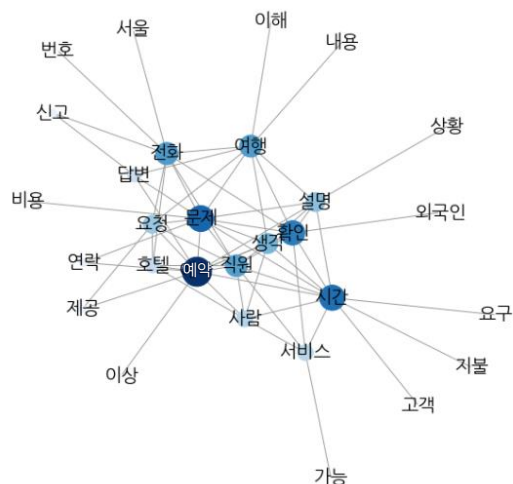 이해
서울
내용
번호
신고
상황
전화
여행
답변
설명
비용
외국인
문제
요청
확인
생각
연락
호텔
예약
직원
시간
제공
사람
요구
서비스
지불
이상
고객
가능